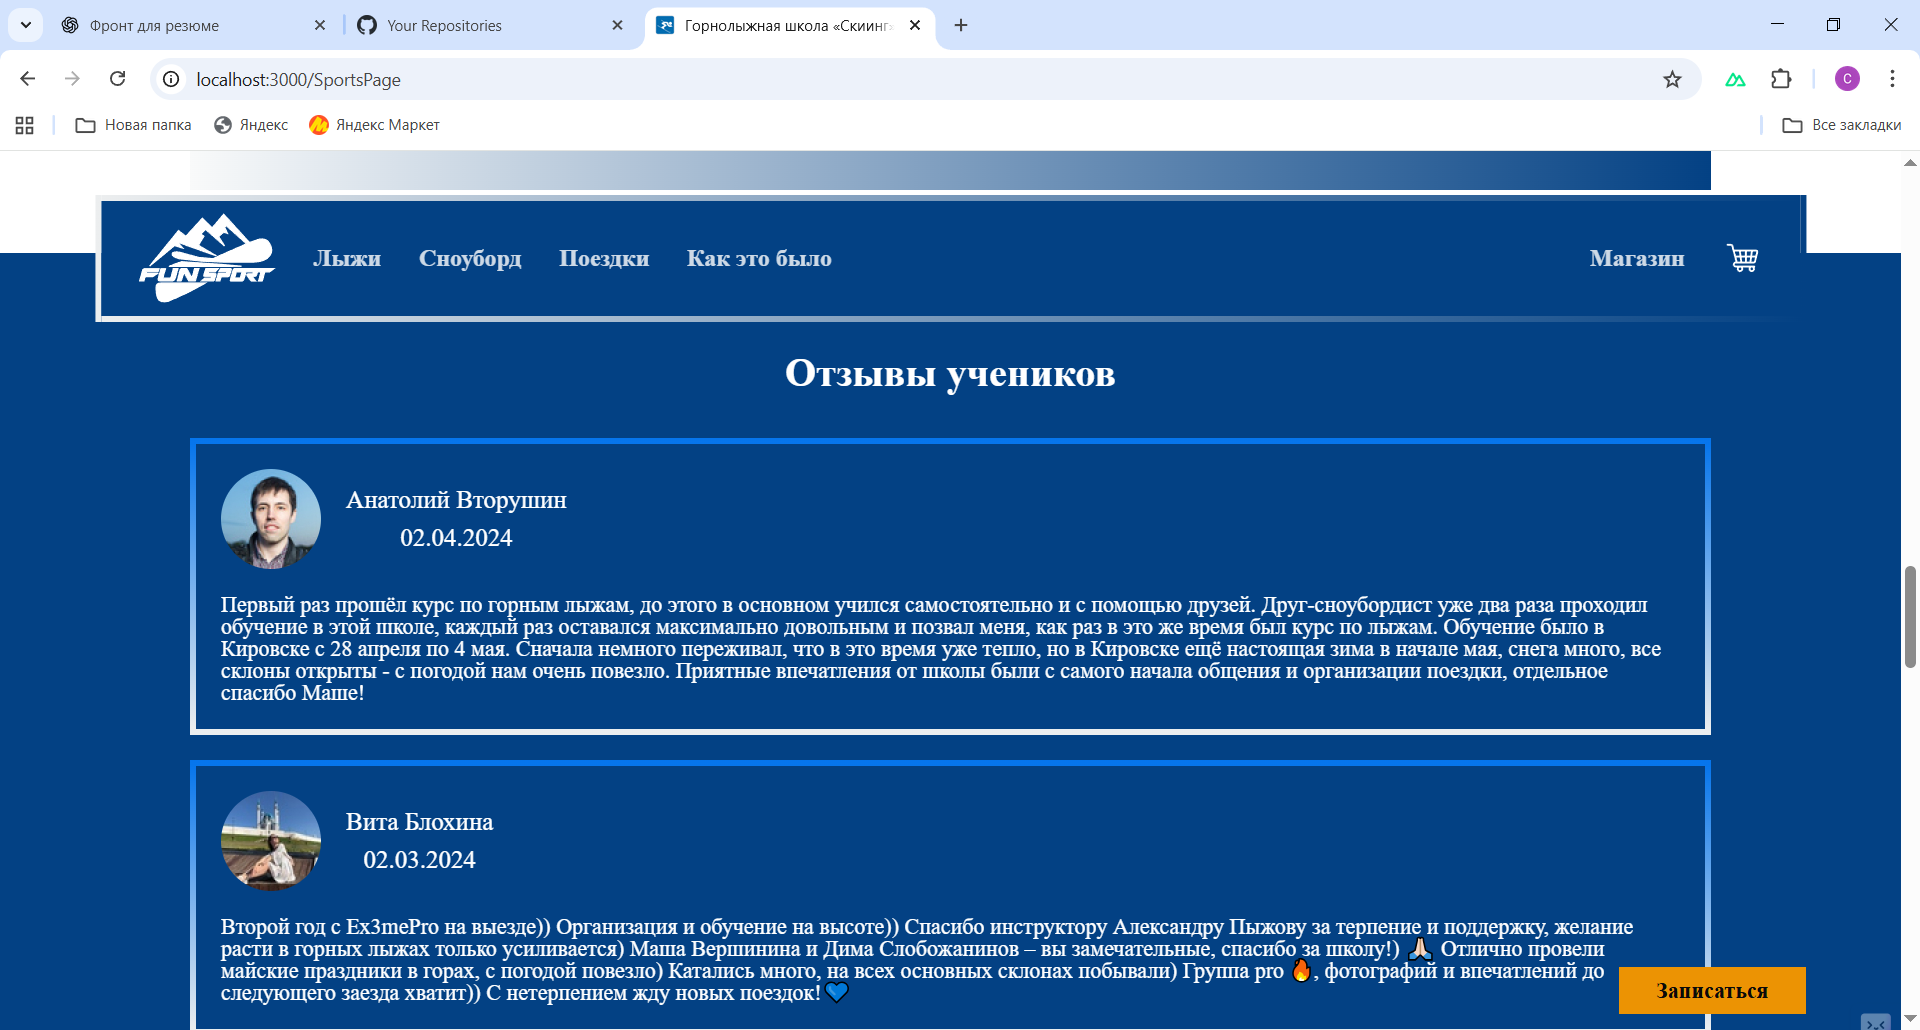 Фронт для резюме
Your Repositories
Горнолыжная школа «Скиинг»
localhost:3000/SportsPage
C
Новая папка
Яндекс
Яндекс Маркет
Все закладки
FUN SPORT
Лыжи
Сноуборд
Поездки
Как это было
Магазин
Отзывы учеников
Анатолий Вторушин
02.04.2024
Первый раз прошёл курс по горным лыжам, до этого в основном учился самостоятельно и с помощью друзей. Друг-сноубордист уже два раза проходил
обучение в этой школе, каждый раз оставался максимально довольным и позвал меня, как раз в это же время был курс по лыжам. Обучение было в
Кировске с 28 апреля по 4 мая. Сначала немного переживал, что в это время уже тепло, но в Кировске ещё настоящая зима в начале мая, снега много, все
склоны открыты - с погодой нам очень повезло. Приятные впечатления от школы были с самого начала общения и организации поездки, отдельное
спасибо Маше!
Вита Блохина
02.03.2024
Второй год с Ex3mePro на выезде)) Организация и обучение на высоте)) Спасибо инструктору Александру Пыжову за терпение и поддержку, желание
расти в горных лыжах только усиливается) Маша Вершинина и Дима Слобожанинов – вы замечательные, спасибо за школу!) 🙏🏻 Отлично провели
майские праздники в горах, с погодой повезло) Катались много, на всех основных склонах побывали) Группа pro 🔥, фотографий и впечатлений до
следующего заезда хватит)) С нетерпением жду новых поездок!💙
Записаться